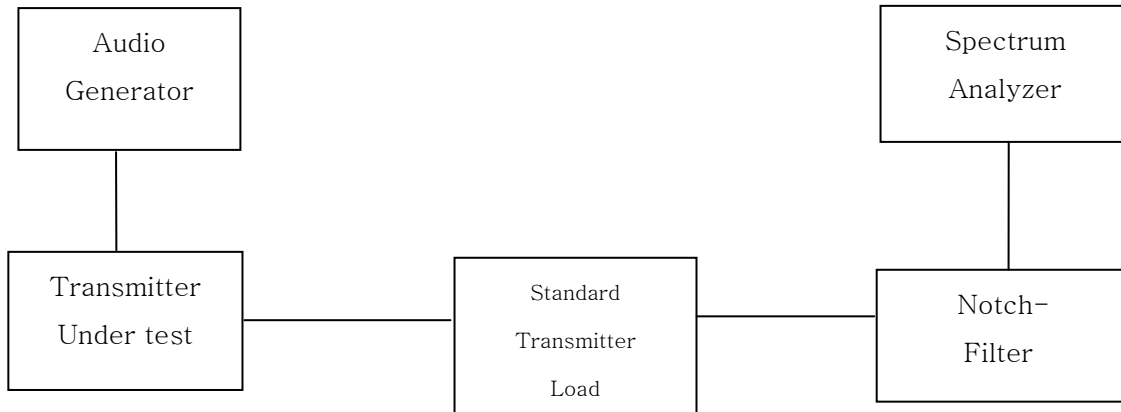 Audio
Generator
Spectrum
Analyzer
Transmitter
Under test
Standard
Transmitter
Load
Notch-
Filter